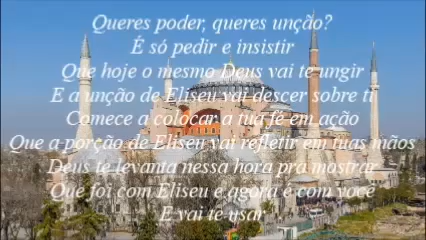 Queres poder, queres unção?
É só pedir e insistir
Que hoje o mesmo Deus vai te ungir
E a unção de Eliseu vai descer sobre ti
Comece a colocar a tua fé em ação
Que a porção de Eliseu vai refletir em tuas mãos
Deus te levanta nessa hora pra mostrar
Que foi com Eliseu e agora é com você
E vai te usar